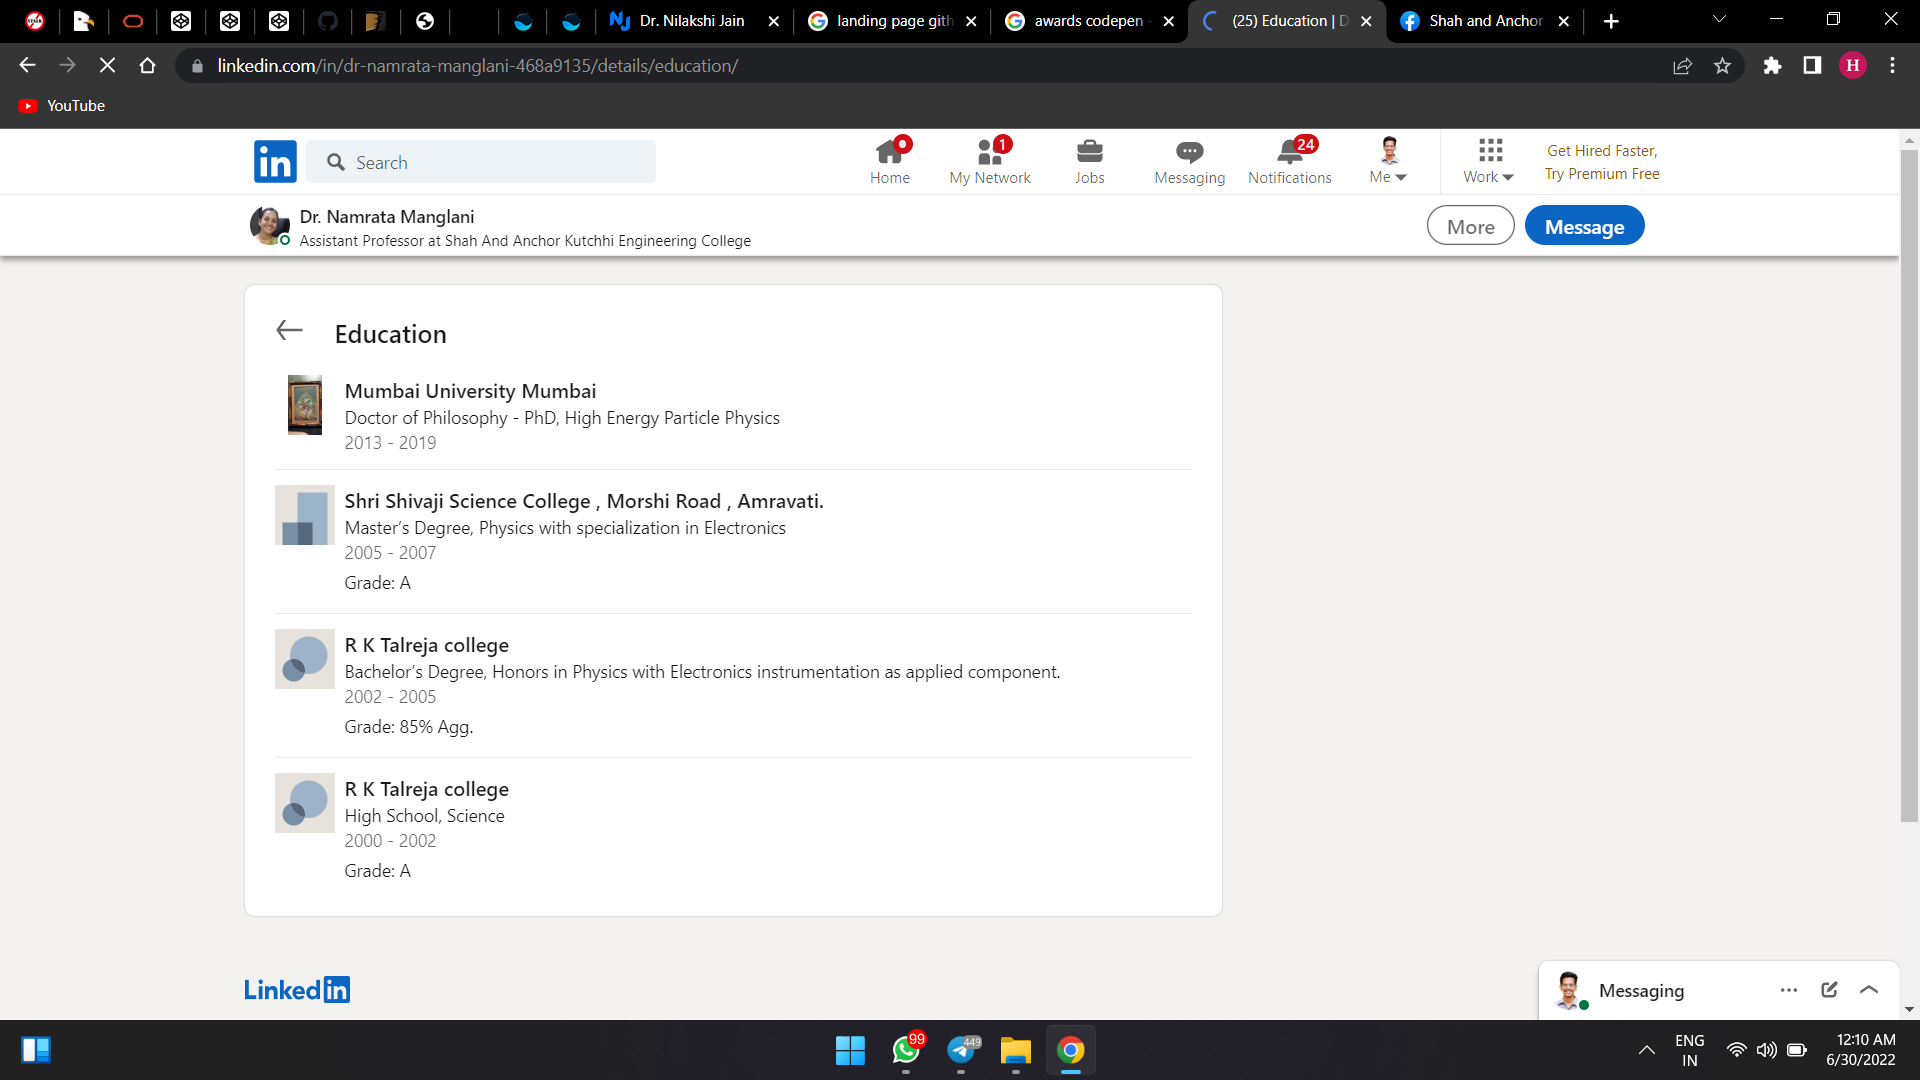 Dr. Nilakshi Jain
landing page gith
awards codepen -
(25) Education | D
Shah and Anchor
linkedin.com/in/dr-namrata-manglani-468a9135/details/education/
H
YouTube
in
Search
Home
1
My Network
Jobs
Messaging
24
Notifications
Me
Work
Get Hired Faster,
Try Premium Free
Dr. Namrata Manglani
Assistant Professor at Shah And Anchor Kutchhi Engineering College
More
Message
Education
Mumbai University Mumbai
Doctor of Philosophy - PhD, High Energy Particle Physics
2013 - 2019
Shri Shivaji Science College , Morshi Road , Amravati.
Master’s Degree, Physics with specialization in Electronics
2005 - 2007
Grade: A
R K Talreja college
Bachelor’s Degree, Honors in Physics with Electronics instrumentation as applied component.
2002 - 2005
Grade: 85% Agg.
R K Talreja college
High School, Science
2000 - 2002
Grade: A
Linked in
Messaging
99
449
ENG
IN
12:10 AM
6/30/2022